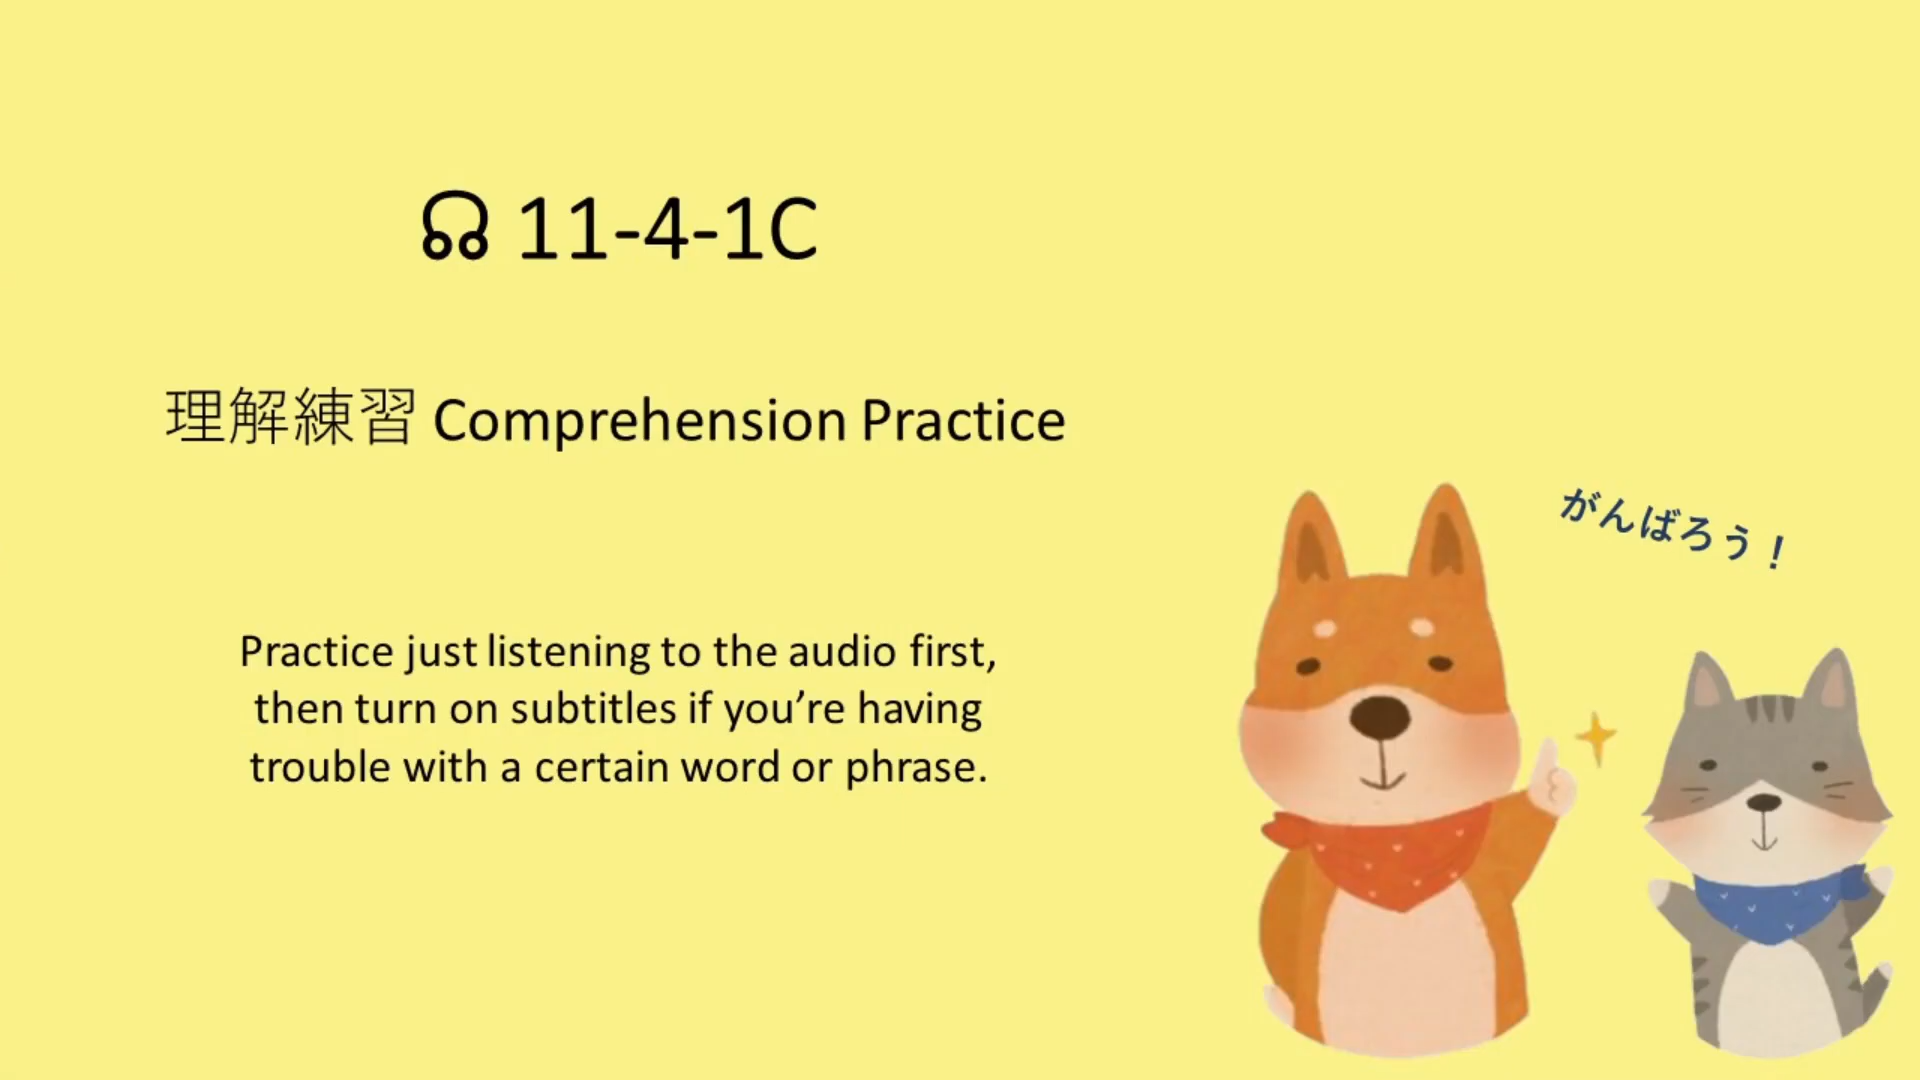 ☊ 11-4-1C
理解練習 Comprehension Practice
がんばろう！
Practice just listening to the audio first,
then turn on subtitles if you’re having
trouble with a certain word or phrase.